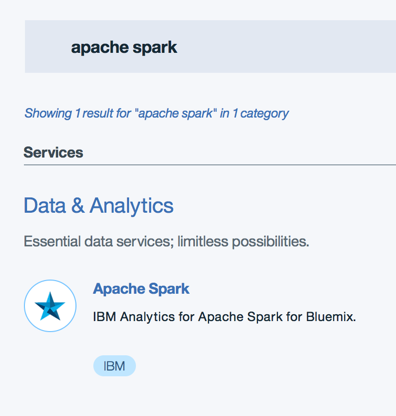 apache spark
Showing 1 result for "apache spark" in 1 category
Services
Data & Analytics
Essential data services; limitless possibilities.
Apache Spark
IBM Analytics for Apache Spark for Bluemix.
IBM